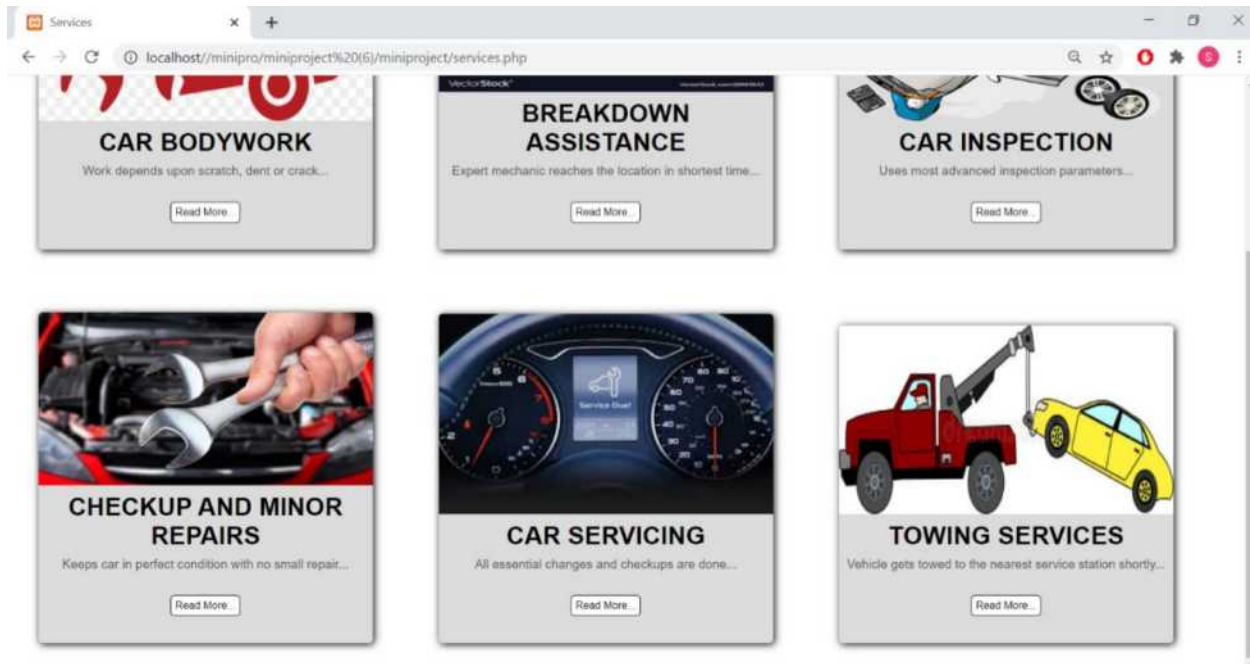 Services
localhost//minipro/miniproject%20(6)/miniproject/services.php
S
VectorStock
CAR BODYWORK
Work depends upon scratch, dent or crack...
Read More...
BREAKDOWN
ASSISTANCE
Expert mechanic reaches the location in shortest time...
Read More...
CAR INSPECTION
Uses most advanced inspection parameters...
Read More...
CHECKUP AND MINOR
REPAIRS
Keeps car in perfect condition with no small repair...
Read More...
Service Due!
CAR SERVICING
All essential changes and checkups are done...
Read More...
TOWING SERVICES
Vehicle gets towed to the nearest service station shortly...
Read More...